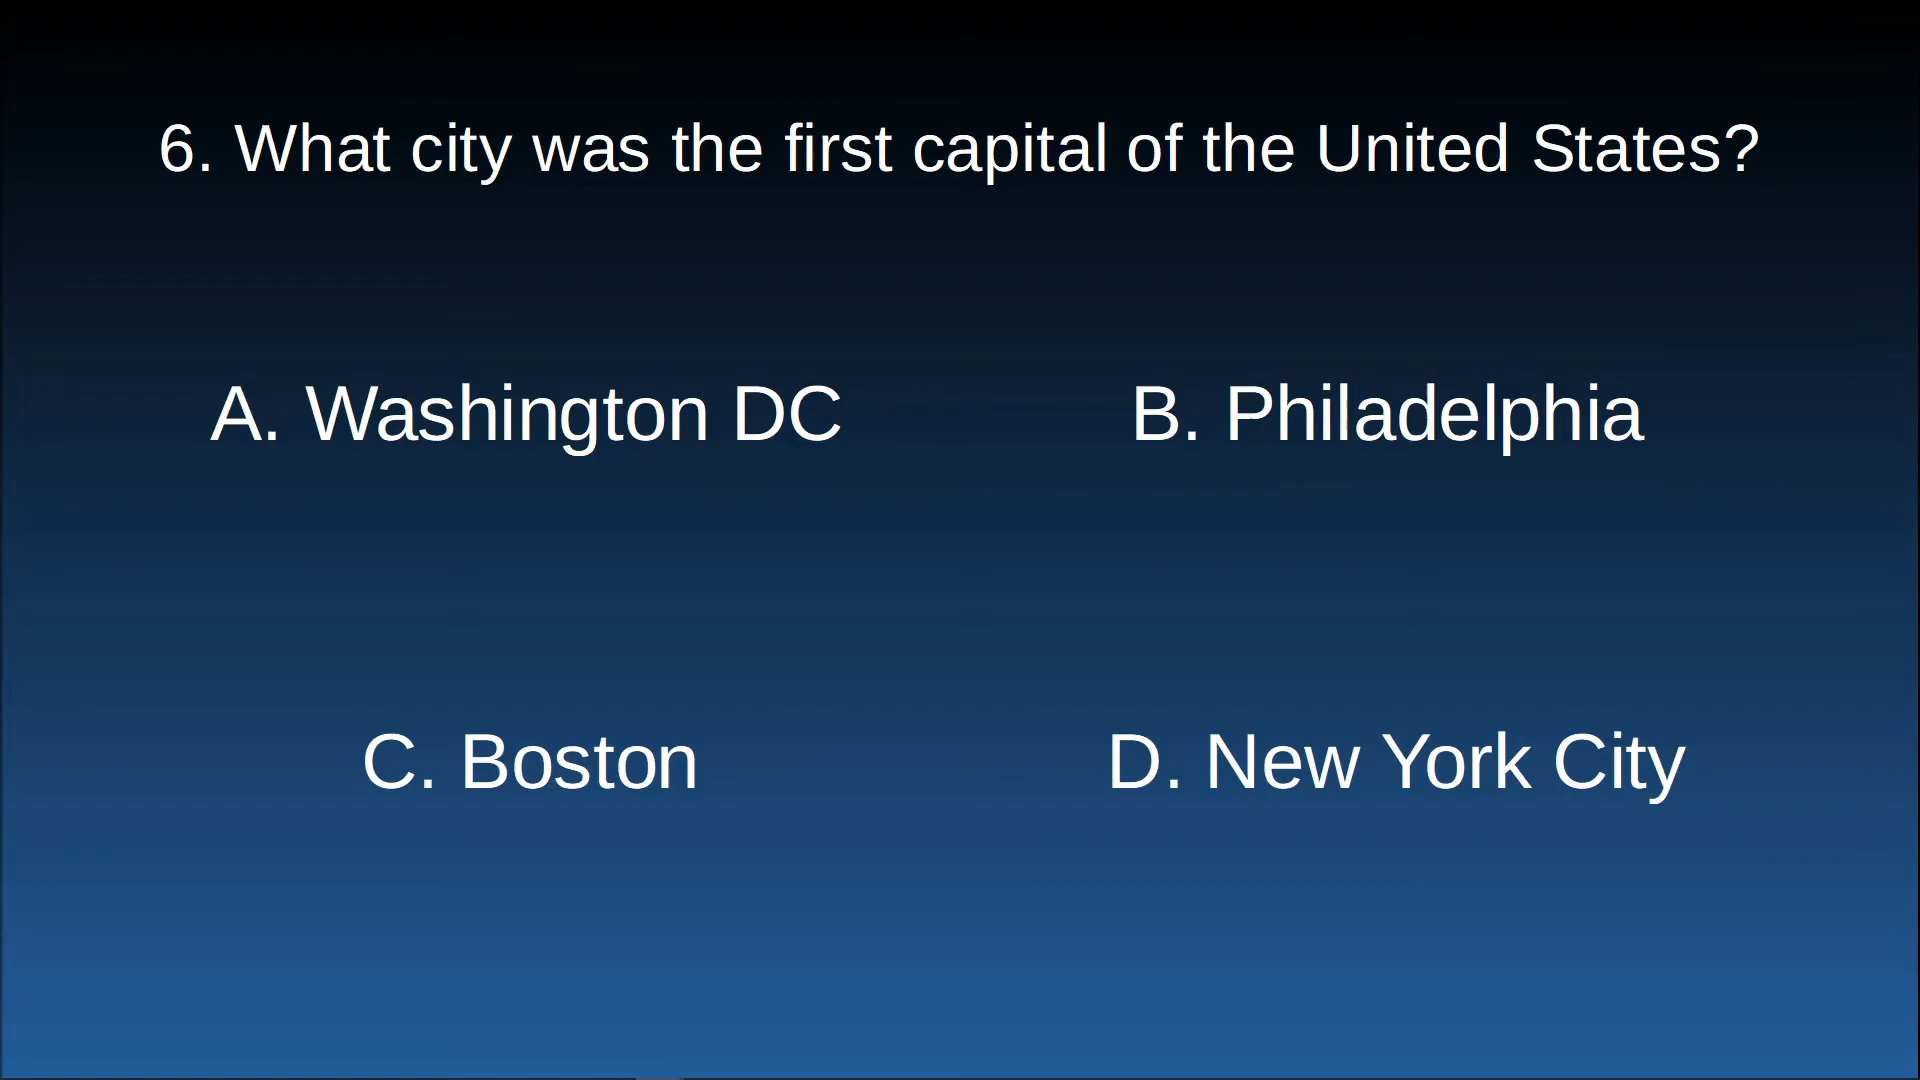 6. What city was the first capital of the United States?
A. Washington DC
B. Philadelphia
C. Boston
D. New York City